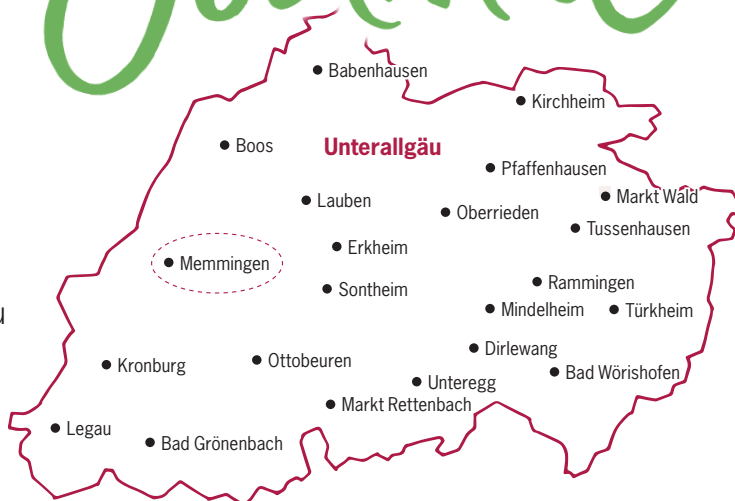 Babenhausen
Kirchheim
Boos
Unterallgäu
Pfaffenhausen
Markt Wald
Lauben
Oberrieden
Tussenhausen
Erkheim
Memmingen
Rammingen
Sontheim
Mindelheim
Türkheim
Dirlewang
Ottobeuren
Kronburg
Bad Wörishofen
Unteregg
Markt Rettenbach
Legau
Bad Grönenbach